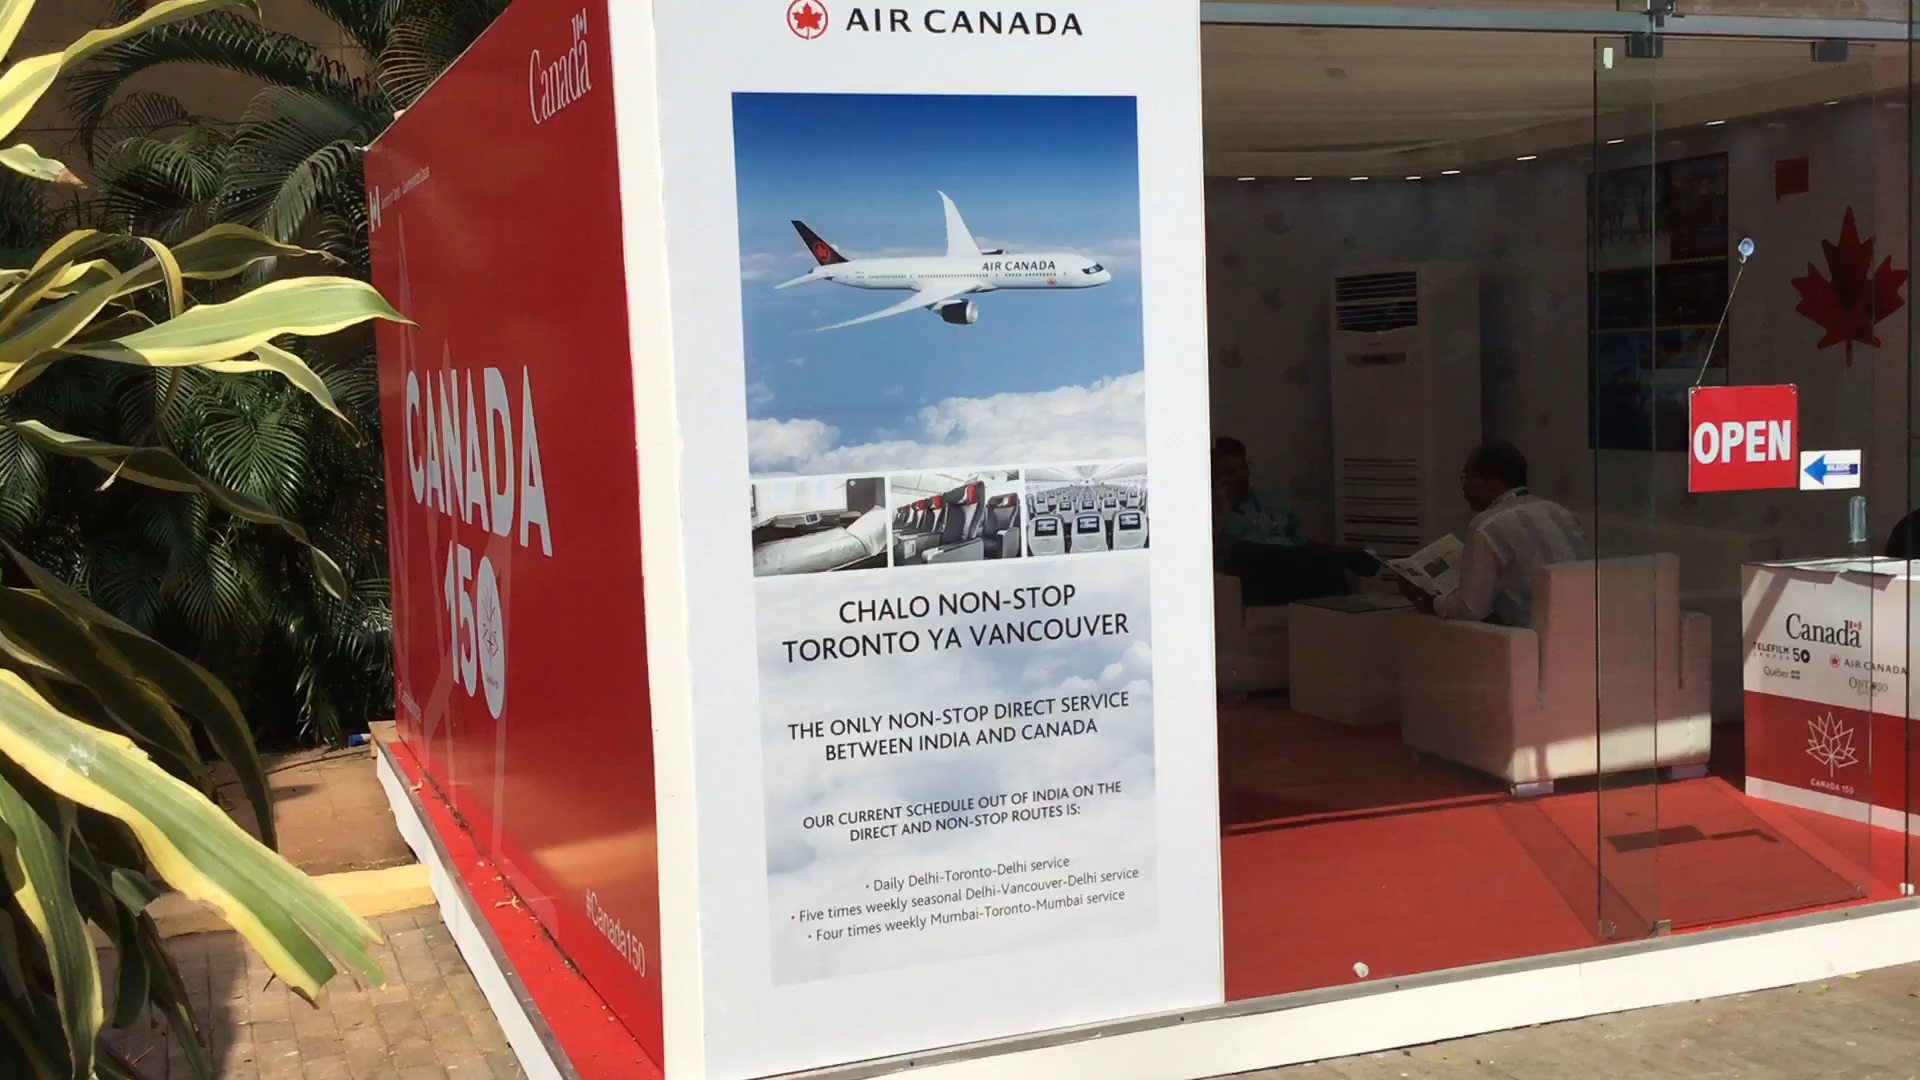 Canadä
CANADA
150
#Canada150
AIR CANADA
AIR CANADA
CHALO NON-STOP
TORONTO YA VANCOUVER
THE ONLY NON-STOP DIRECT SERVICE
BETWEEN INDIA AND CANADA
OUR CURRENT SCHEDULE OUT OF INDIA ON THE
DIRECT AND NON-STOP ROUTES IS:
• Daily Delhi-Toronto-Delhi service
• Five times weekly seasonal Delhi-Vancouver-Delhi service
• Four times weekly Mumbai-Toronto-Mumbai service
OPEN
Canada
TELEFILM 50
AIR CANADA
Québec
ONTARIO
CANADA 150